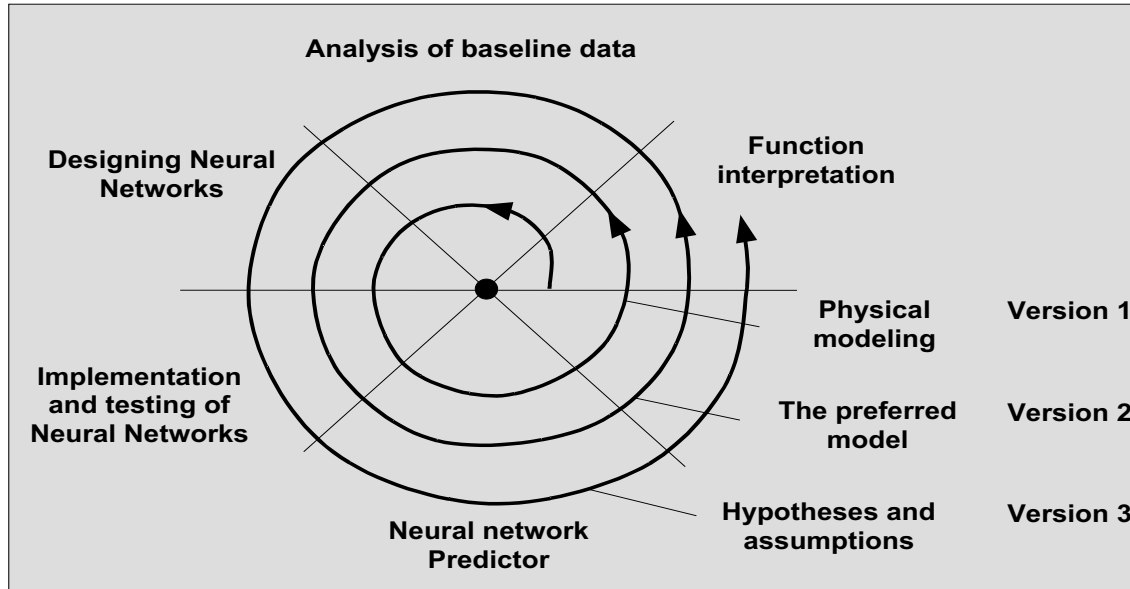 Analysis of baseline data
Designing Neural
Networks
Function
interpretation
Physical
modeling
Version 1
Implementation
and testing of
Neural Networks
The preferred
model
Version 2
Neural network
Predictor
Hypotheses and
assumptions
Version 3